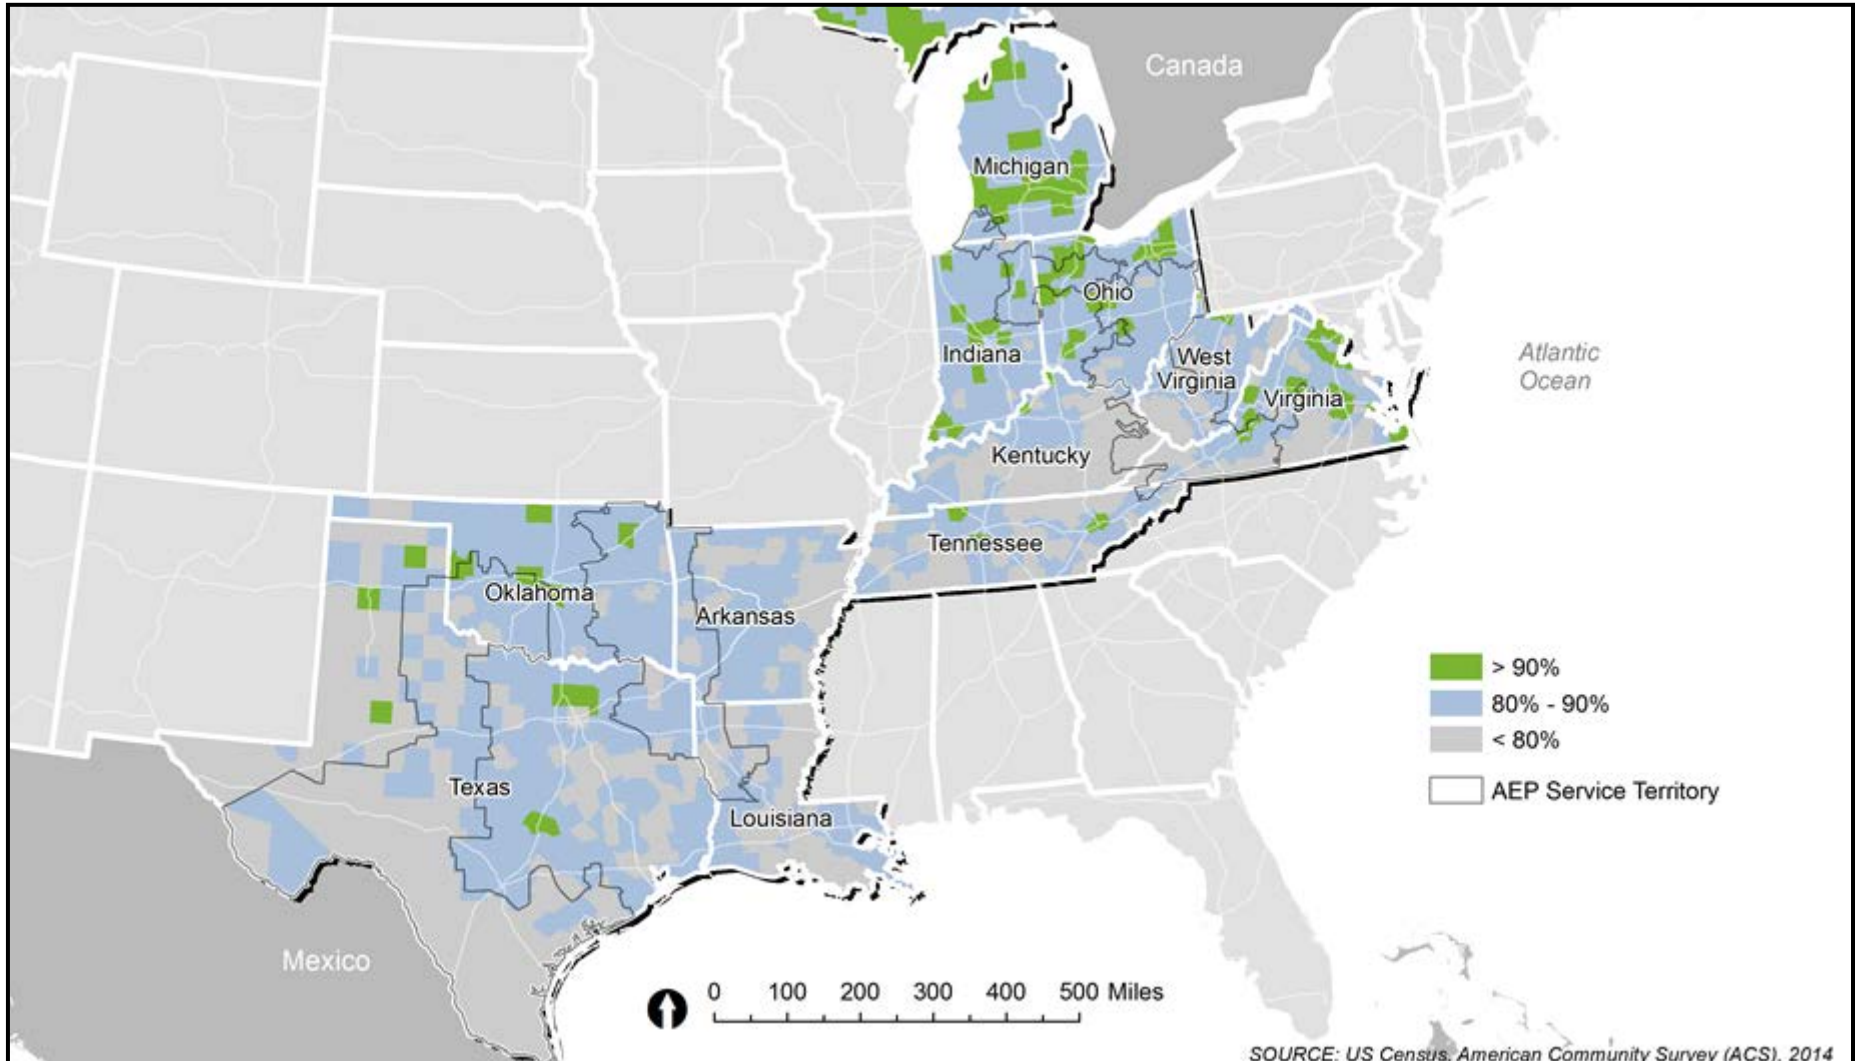 Canada
Michigan
Ohio
Indiana
West
Virginia
Virginia
Atlantic
Ocean
Kentucky
Tennessee
Oklahoma
Arkansas
Texas
Louisiana
Mexico
> 90%
80% - 90%
< 80%
AEP Service Territory
0 100 200 300 400 500 Miles
SOURCE: US Census, American Community Survey (ACS), 2014